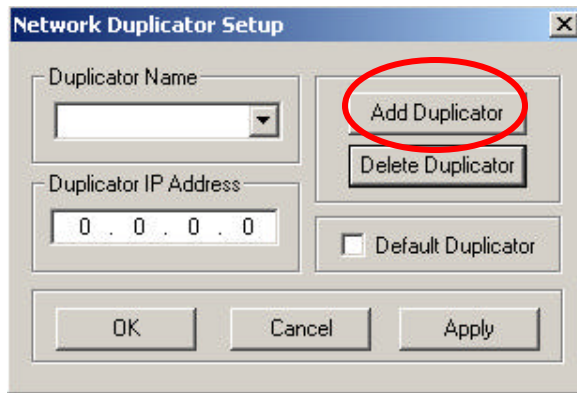 Network Duplicator Setup
Duplicator Name
Add Duplicator
Delete Duplicator
Duplicator IP Address
0 . 0 . 0 . 0
Default Duplicator
OK Cancel Apply